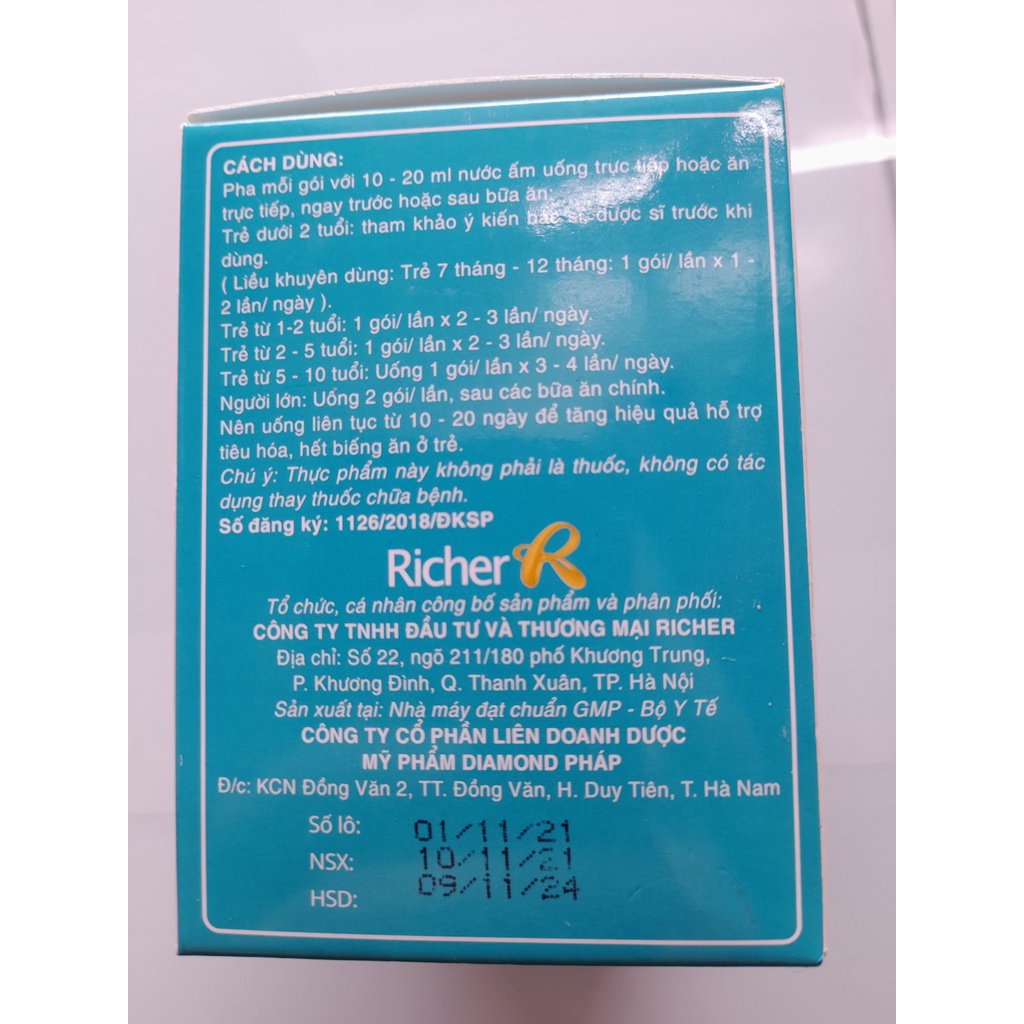 CÁCH DÙNG:
Pha mỗi gói với 10 - 20 ml nước ấm uống trực tiếp hoặc ăn
trực tiếp, ngay trước hoặc sau bữa ăn.
Trẻ dưới 2 tuổi: tham khảo ý kiến bác sĩ, dược sĩ trước khi
dùng.
( Liều khuyên dùng: Trẻ 7 tháng - 12 tháng: 1 gói/ lần x 1 -
2 lần/ ngày ).
Trẻ từ 1-2 tuổi: 1 gói/ lần x 2 - 3 lần/ ngày.
Trẻ từ 2 - 5 tuổi: 1 gói/ lần x 2 - 3 lần/ ngày.
Trẻ từ 5 - 10 tuổi: Uống 1 gói/ lần x 3 - 4 lần/ ngày.
Người lớn: Uống 2 gói/ lần, sau các bữa ăn chính.
Nên uống liên tục từ 10 - 20 ngày để tăng hiệu quả hỗ trợ
tiêu hóa, hết biếng ăn ở trẻ.
Chú ý: Thực phẩm này không phải là thuốc, không có tác
dụng thay thuốc chữa bệnh.
Số đăng ký: 1126/2018/ĐKSP
Richer R
Tổ chức, cá nhân công bố sản phẩm và phân phối:
CÔNG TY TNHH ĐẦU TƯ VÀ THƯƠNG MẠI RICHER
Địa chỉ: Số 22, ngõ 211/180 phố Khương Trung,
P. Khương Đình, Q. Thanh Xuân, TP. Hà Nội
Sản xuất tại: Nhà máy đạt chuẩn GMP - Bộ Y Tế
CÔNG TY CỔ PHẦN LIÊN DOANH DƯỢC
MỸ PHẨM DIAMOND PHÁP
Đ/c: KCN Đồng Văn 2, TT. Đồng Văn, H. Duy Tiên, T. Hà Nam
Số lô: 01/11/21
NSX: 10/11/21
HSD: 09/11/24